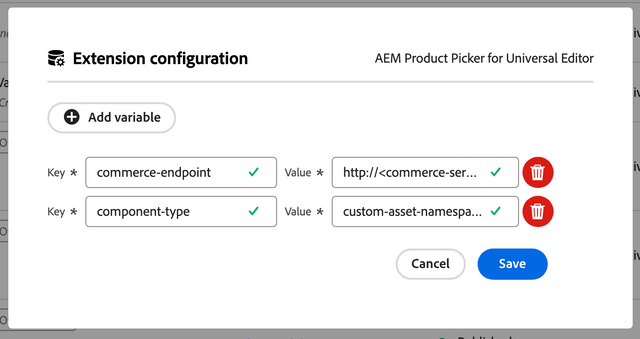 Extension configuration
AEM Product Picker for Universal Editor
Add variable
Key * commerce-endpoint Value * http://<commerce-ser...
Key * component-type Value * custom-asset-namespa...
Cancel Save